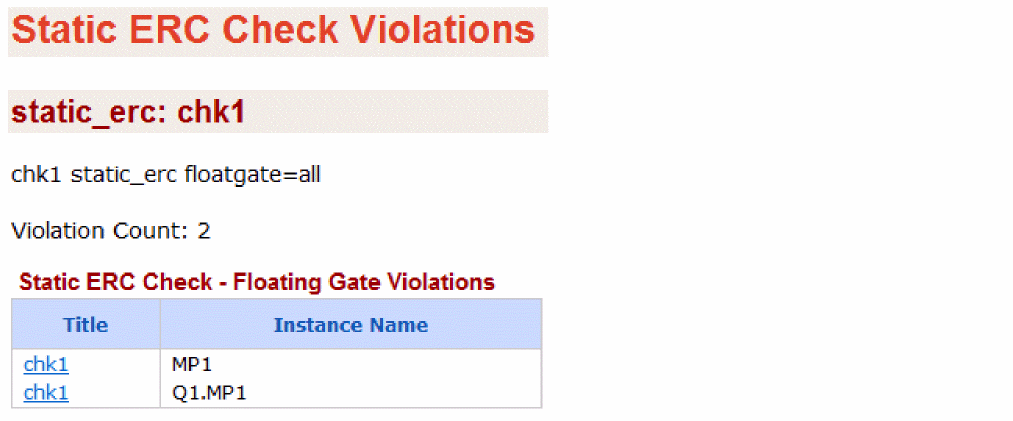 Static ERC Check Violations
static_erc: chk1
chk1 static_erc floatgate=all
Violation Count: 2
Static ERC Check - Floating Gate Violations
Title Instance Name
chk1 MP1
chk1 Q1.MP1